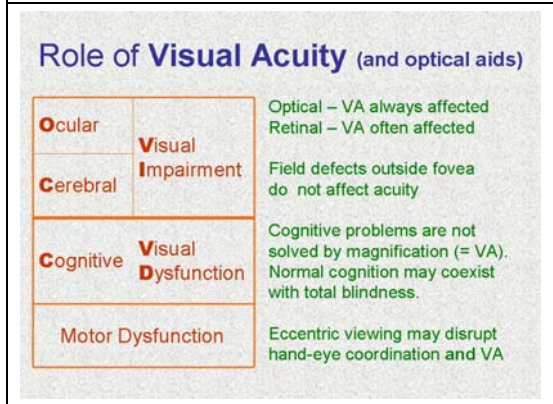 Role of Visual Acuity (and optical aids)
Ocular
Cerebral
Visual
Impairment
Optical – VA always affected
Retinal – VA often affected
Field defects outside fovea
do not affect acuity
Cognitive
Visual
Dysfunction
Cognitive problems are not
solved by magnification (= VA).
Normal cognition may coexist
with total blindness.
Motor Dysfunction
Eccentric viewing may disrupt
hand-eye coordination and VA